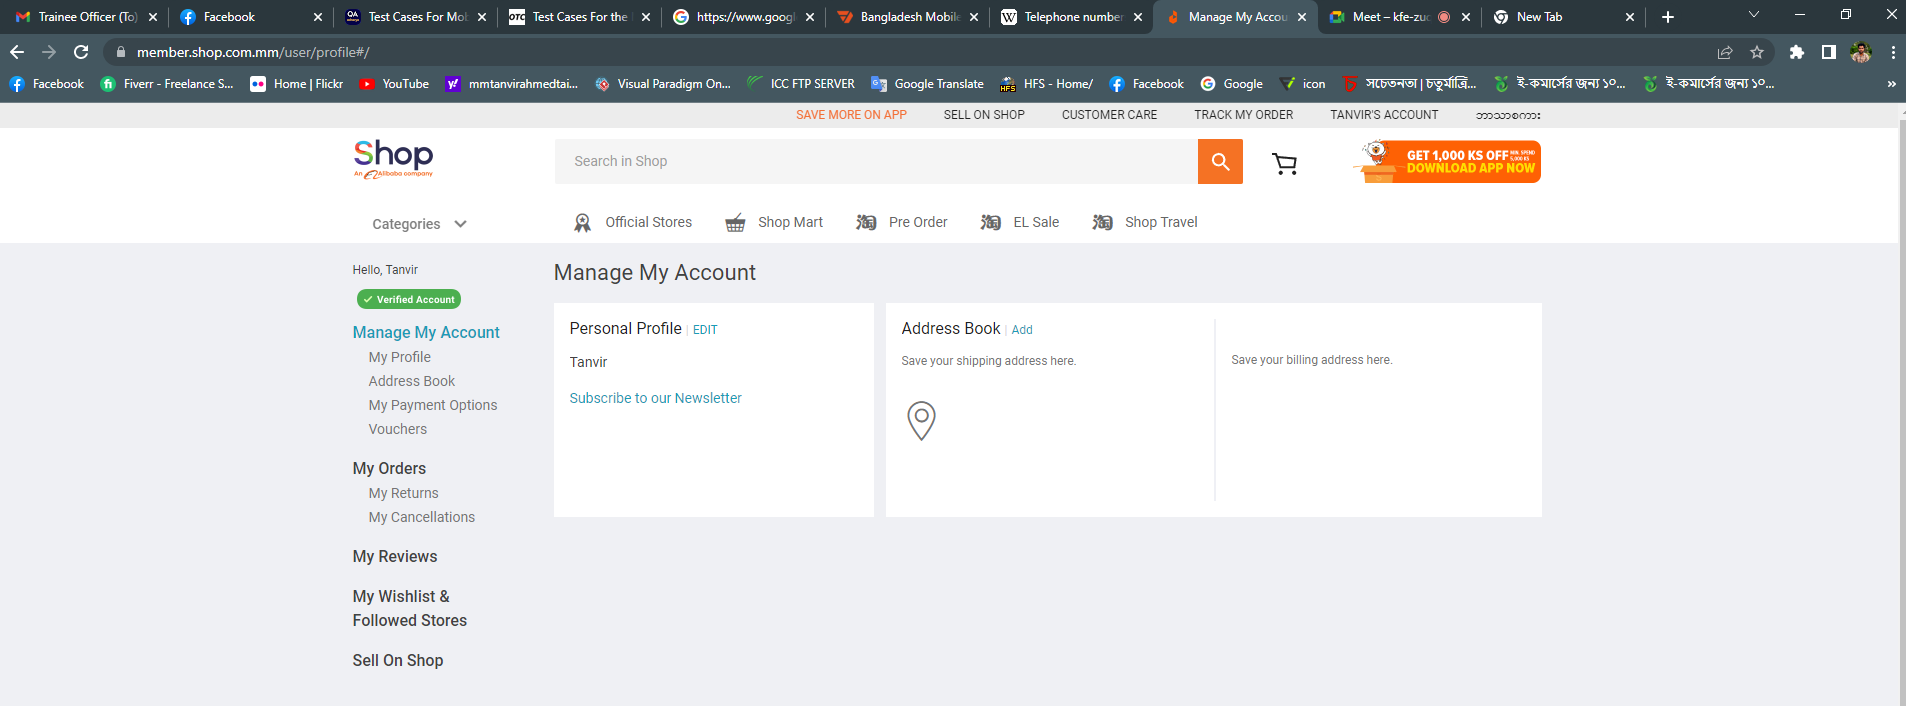 Trainee Officer (To)
Facebook
Test Cases For Mob
Test Cases For the
https://www.googl
Bangladesh Mobile
Telephone number
Manage My Accou
Meet – kfe-zuc
New Tab
member.shop.com.mm/user/profile#/
Facebook
Fiverr - Freelance S...
Home | Flickr
YouTube
mmtanvirahmedtai...
Visual Paradigm On...
ICC FTP SERVER
Google Translate
HFS - Home/
Facebook
Google
icon
সচেতনতা | চতুর্মাত্রি...
ই-কমার্সের জন্য ১০...
ই-কমার্সের জন্য ১০...
SAVE MORE ON APP
SELL ON SHOP
CUSTOMER CARE
TRACK MY ORDER
TANVIR'S ACCOUNT
ဘာသာစကား
Shop
An Alibaba company
Search in Shop
GET 1,000 KS OFF MIN. SPEND 5,000 KS
DOWNLOAD APP NOW
Categories
Official Stores
Shop Mart
Pre Order
EL Sale
Shop Travel
Hello, Tanvir
Verified Account
Manage My Account
My Profile
Address Book
My Payment Options
Vouchers
My Orders
My Returns
My Cancellations
My Reviews
My Wishlist &
Followed Stores
Sell On Shop
Manage My Account
Personal Profile | EDIT
Tanvir
Subscribe to our Newsletter
Address Book | Add
Save your shipping address here.
Save your billing address here.